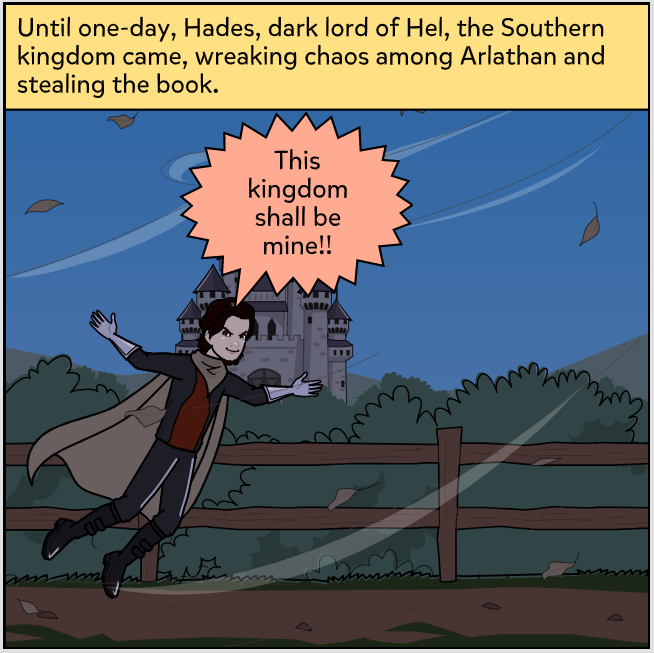 Until one-day, Hades, dark lord of Hel, the Southern
kingdom came, wreaking chaos among Arlathan and
stealing the book.
This
kingdom
shall be
mine!!